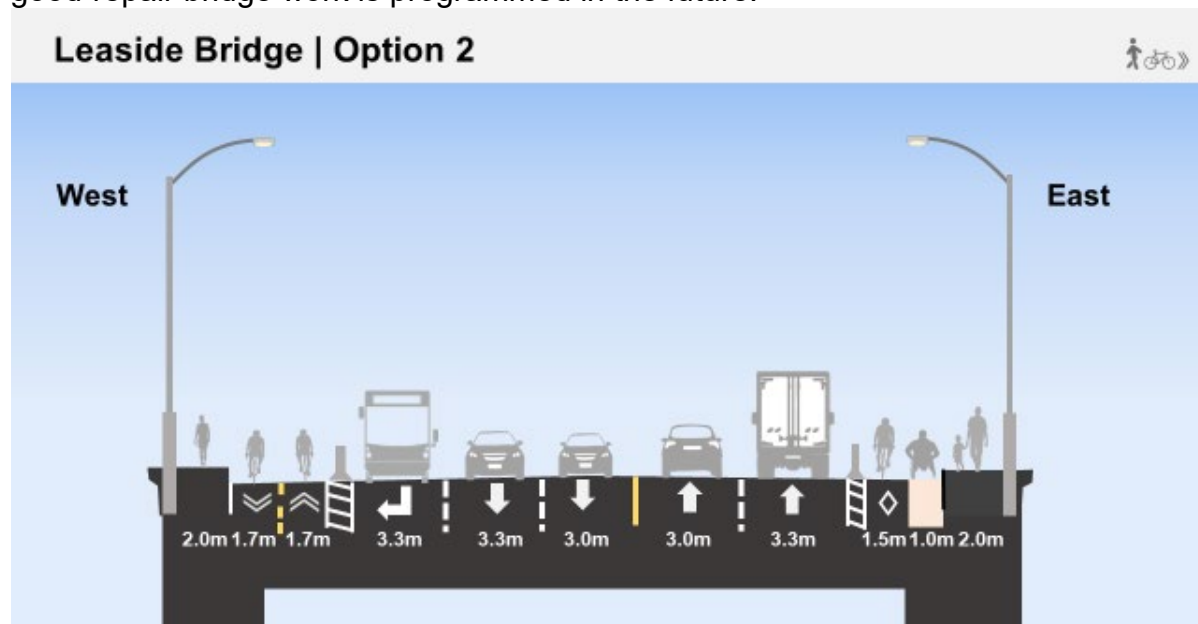 good repair bridge work is programmed in the future.
Leaside Bridge | Option 2
West
East
2.0m 1.7m 1.7m 3.3m 3.3m 3.0m 3.0m 3.3m 1.5m 1.0m 2.0m